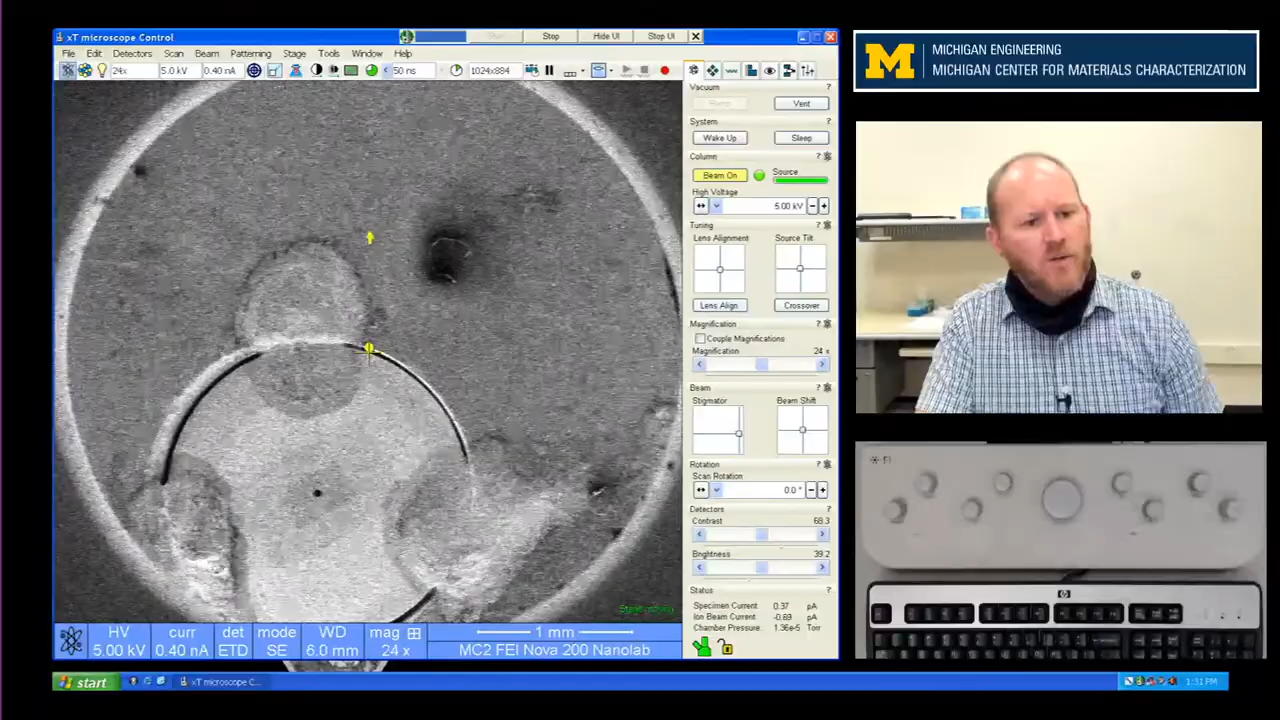 xT microscope Control
Stop
Hide UI
Stop UI
File Edit Detectors Scan Beam Patterning Stage Tools Window Help
24x 5.0 kV 0.40 nA 50 ns 1024x884
Vacuum ?
Vent
System ?
Wake Up Sleep
Column ?
Beam On Source
High Voltage
5.00 kV
Tuning ?
Lens Alignment Source Tilt
Lens Align Crossover
Magnification ?
Couple Magnifications
Magnification 24 x
Beam ?
Stigmator Beam Shift
Rotation ?
Scan Rotation
0.0 °
Detectors ?
Contrast 68.3
Brightness 39.2
Status ?
Specimen Current: 0.37 pA
Ion Beam Current: -0.69 pA
Chamber Pressure: 1.36e-5 Torr
HV curr det mode WD mag 1 mm
5.00 kV 0.40 nA ETD SE 6.0 mm 24 x MC2 FEI Nova 200 Nanolab
start xT microscope C... 1:31 PM
M
MICHIGAN ENGINEERING
MICHIGAN CENTER FOR MATERIALS CHARACTERIZATION
hp